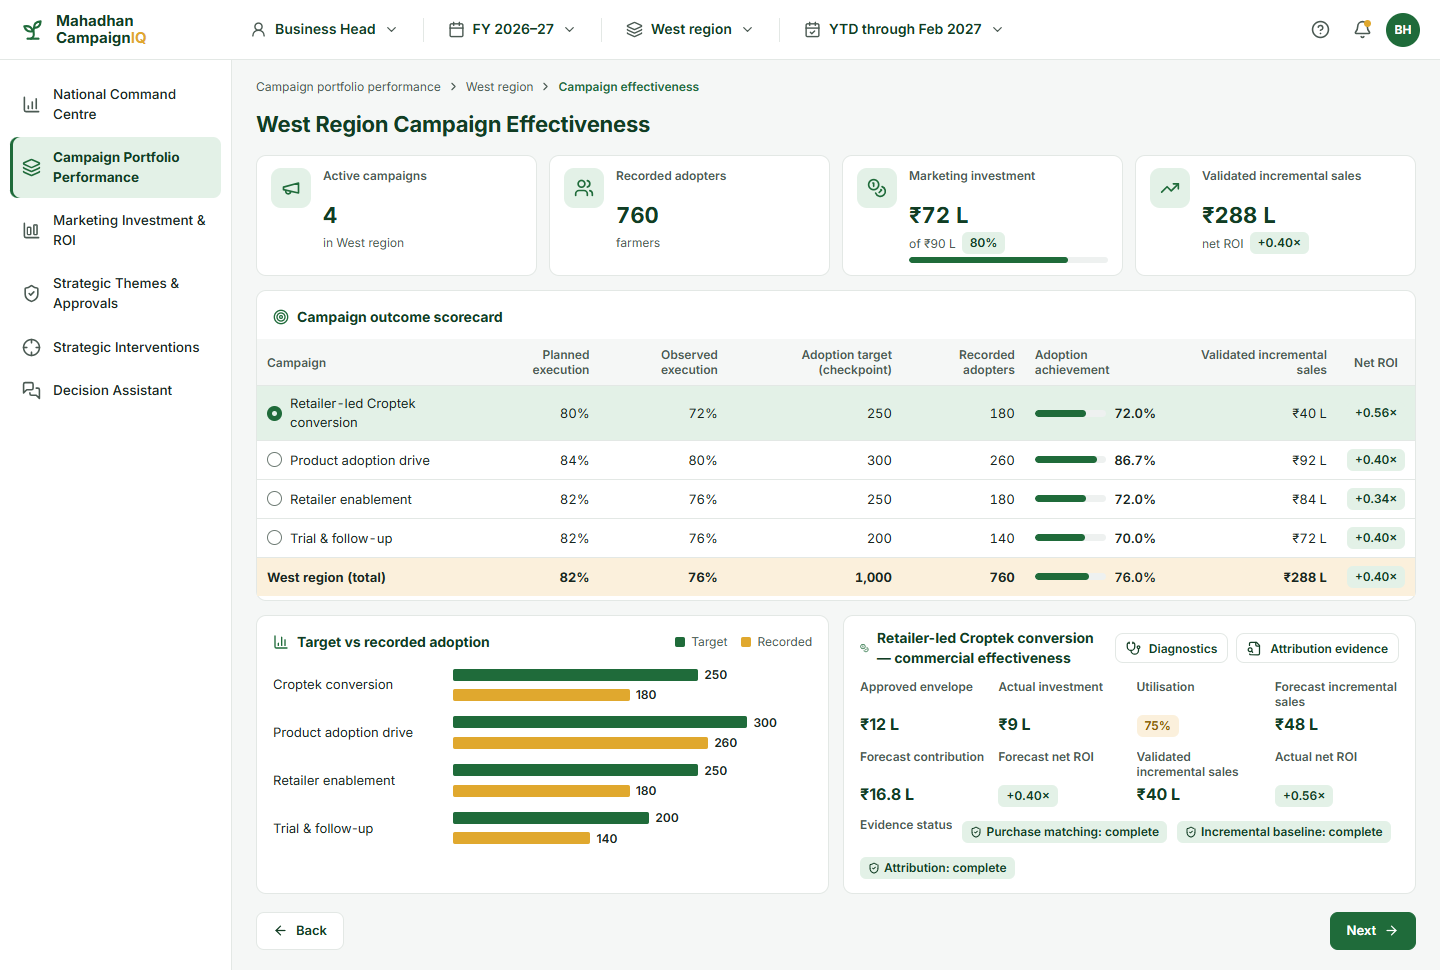 Mahadhan
CampaignIQ
Business Head
FY 2026–27
West region
YTD through Feb 2027
BH
National Command
Centre
Campaign Portfolio
Performance
Marketing Investment &
ROI
Strategic Themes &
Approvals
Strategic Interventions
Decision Assistant
Campaign portfolio performance > West region > Campaign effectiveness
West Region Campaign Effectiveness
Active campaigns
4
in West region
Recorded adopters
760
farmers
Marketing investment
₹72 L
of ₹90 L 80%
Validated incremental sales
₹288 L
net ROI +0.40×
Campaign outcome scorecard
Campaign Planned execution Observed execution Adoption target (checkpoint) Recorded adopters Adoption achievement Validated incremental sales Net ROI
Retailer-led Croptek conversion 80% 72% 250 180 72.0% ₹40 L +0.56×
Product adoption drive 84% 80% 300 260 86.7% ₹92 L +0.40×
Retailer enablement 82% 76% 250 180 72.0% ₹84 L +0.34×
Trial & follow-up 82% 76% 200 140 70.0% ₹72 L +0.40×
West region (total) 82% 76% 1,000 760 76.0% ₹288 L +0.40×
Target vs recorded adoption
Target Recorded
Croptek conversion 250
180
Product adoption drive 300
260
Retailer enablement 250
180
Trial & follow-up 200
140
Retailer-led Croptek conversion
— commercial effectiveness
Diagnostics
Attribution evidence
Approved envelope
₹12 L
Actual investment
₹9 L
Utilisation
75%
Forecast incremental
sales
₹48 L
Forecast contribution
₹16.8 L
Forecast net ROI
+0.40×
Validated
incremental sales
₹40 L
Actual net ROI
+0.56×
Evidence status Purchase matching: complete Incremental baseline: complete
Attribution: complete
Back
Next